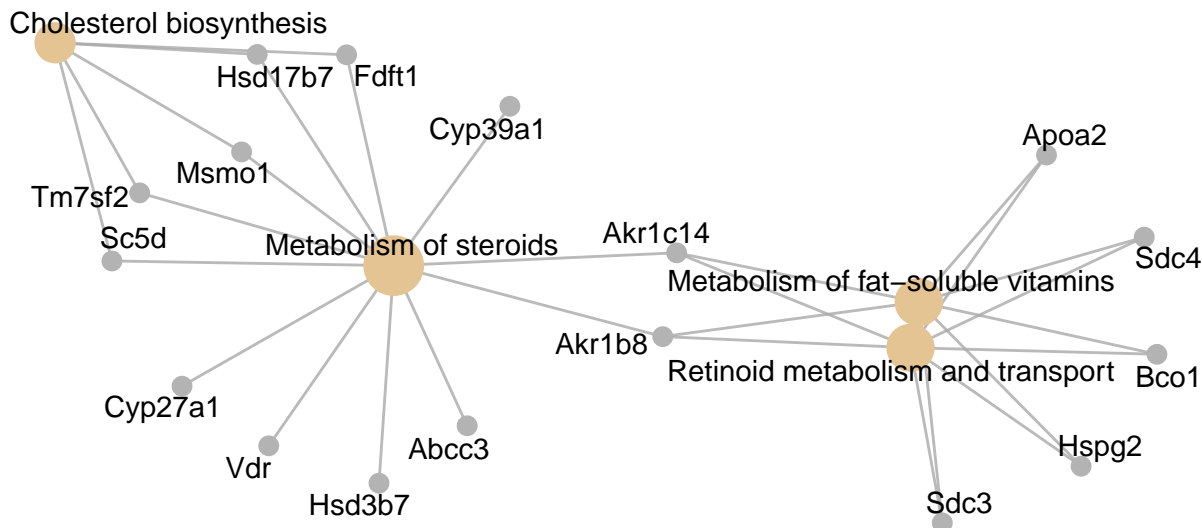 Cholesterol biosynthesis
Hsd17b7
Fdft1
Cyp39a1
Apoa2
Msmo1
Tm7sf2
Sc5d
Metabolism of steroids
Akr1c14
Sdc4
Metabolism of fat−soluble vitamins
Akr1b8
Retinoid metabolism and transport
Bco1
Cyp27a1
Abcc3
Hspg2
Vdr
Hsd3b7
Sdc3